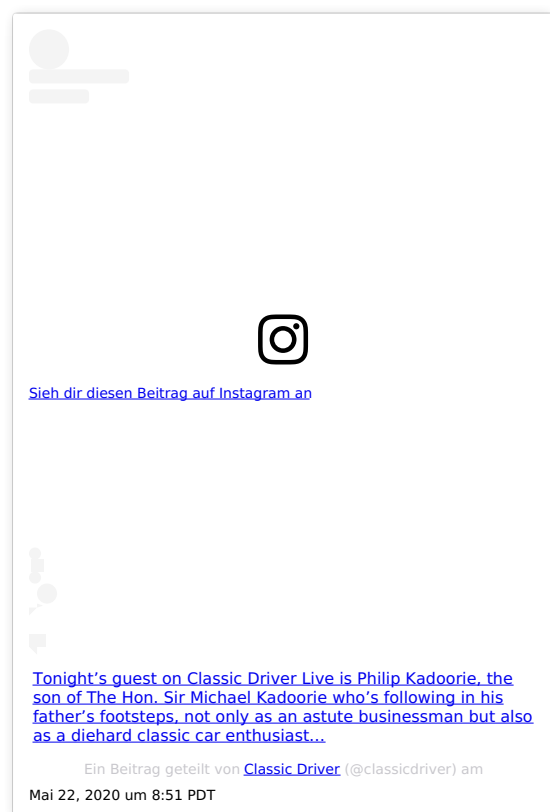 Sieh dir diesen Beitrag auf Instagram an
Tonight’s guest on Classic Driver Live is Philip Kadoorie, the
son of The Hon. Sir Michael Kadoorie who’s following in his
father’s footsteps, not only as an astute businessman but also
as a diehard classic car enthusiast…
Ein Beitrag geteilt von Classic Driver (@classicdriver) am
Mai 22, 2020 um 8:51 PDT